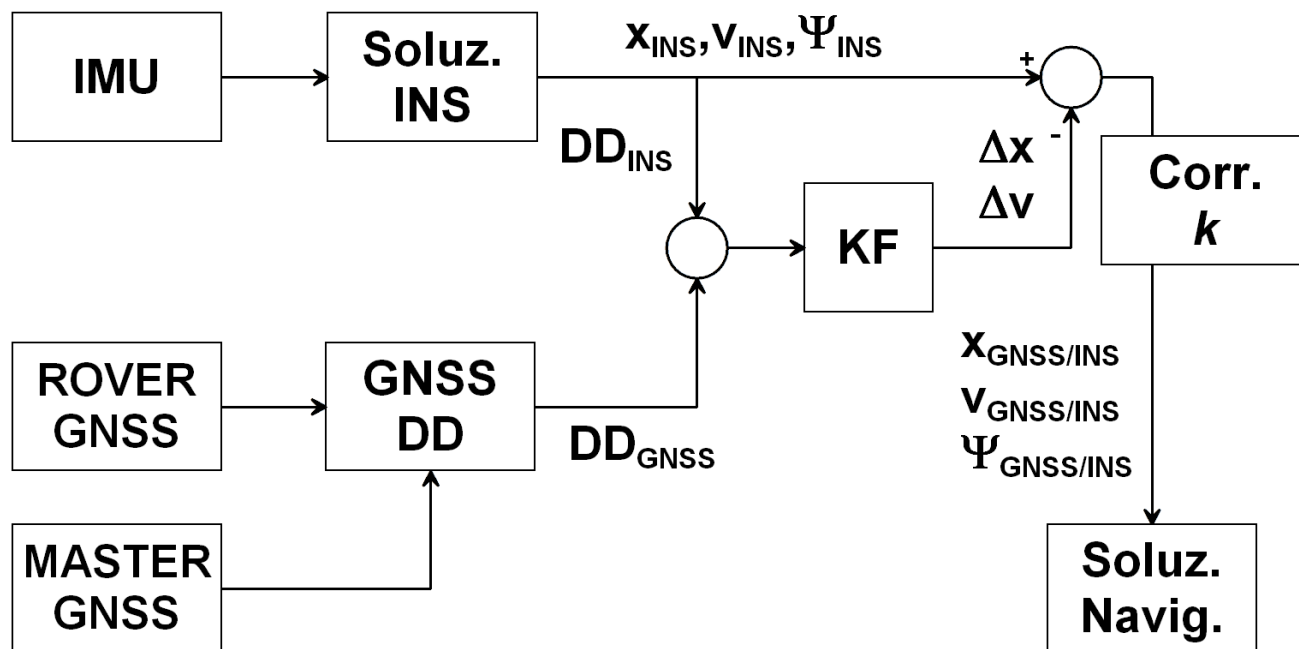 IMU
Soluz.
INS
xINS,vINS,ΨINS
+
DDINS
Δx
-
Δv
Corr.
k
KF
ROVER
GNSS
GNSS
DD
DDGNSS
xGNSS/INS
vGNSS/INS
ΨGNSS/INS
MASTER
GNSS
Soluz.
Navig.